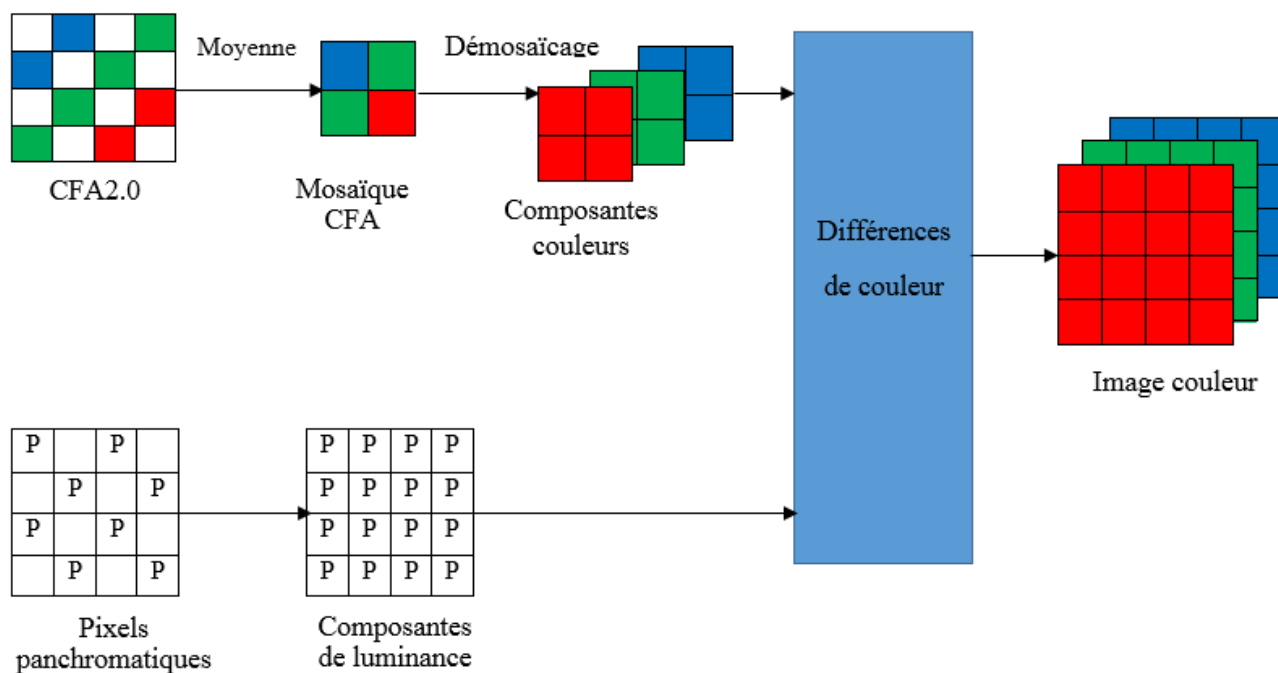 Moyenne
Démosaïcage
CFA2.0
Mosaïque
CFA
Composantes
couleurs
Différences
de couleur
Image couleur
P P
P P
P P
P P
P P P P
P P P P
P P P P
P P P P
Pixels
panchromatiques
Composantes
de luminance